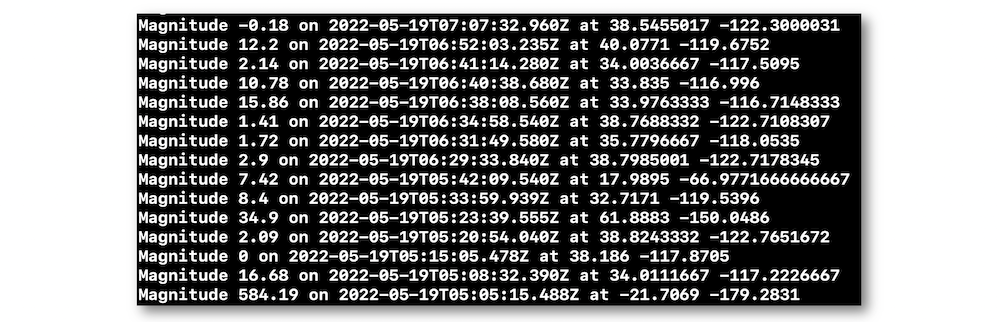 Magnitude -0.18 on 2022-05-19T07:07:32.960Z at 38.5455017 -122.3000031
Magnitude 12.2 on 2022-05-19T06:52:03.235Z at 40.0771 -119.6752
Magnitude 2.14 on 2022-05-19T06:41:14.280Z at 34.0036667 -117.5095
Magnitude 10.78 on 2022-05-19T06:40:38.680Z at 33.835 -116.996
Magnitude 15.86 on 2022-05-19T06:38:08.560Z at 33.9763333 -116.7148333
Magnitude 1.41 on 2022-05-19T06:34:58.540Z at 38.7688332 -122.7108307
Magnitude 1.72 on 2022-05-19T06:31:49.580Z at 35.7796667 -118.0535
Magnitude 2.9 on 2022-05-19T06:29:33.840Z at 38.7985001 -122.7178345
Magnitude 7.42 on 2022-05-19T05:42:09.540Z at 17.9895 -66.9771666666667
Magnitude 8.4 on 2022-05-19T05:33:59.939Z at 32.7171 -119.5396
Magnitude 34.9 on 2022-05-19T05:23:39.555Z at 61.8883 -150.0486
Magnitude 2.09 on 2022-05-19T05:20:54.040Z at 38.8243332 -122.7651672
Magnitude 0 on 2022-05-19T05:15:05.478Z at 38.186 -117.8705
Magnitude 16.68 on 2022-05-19T05:08:32.390Z at 34.0111667 -117.2226667
Magnitude 584.19 on 2022-05-19T05:05:15.488Z at -21.7069 -179.2831